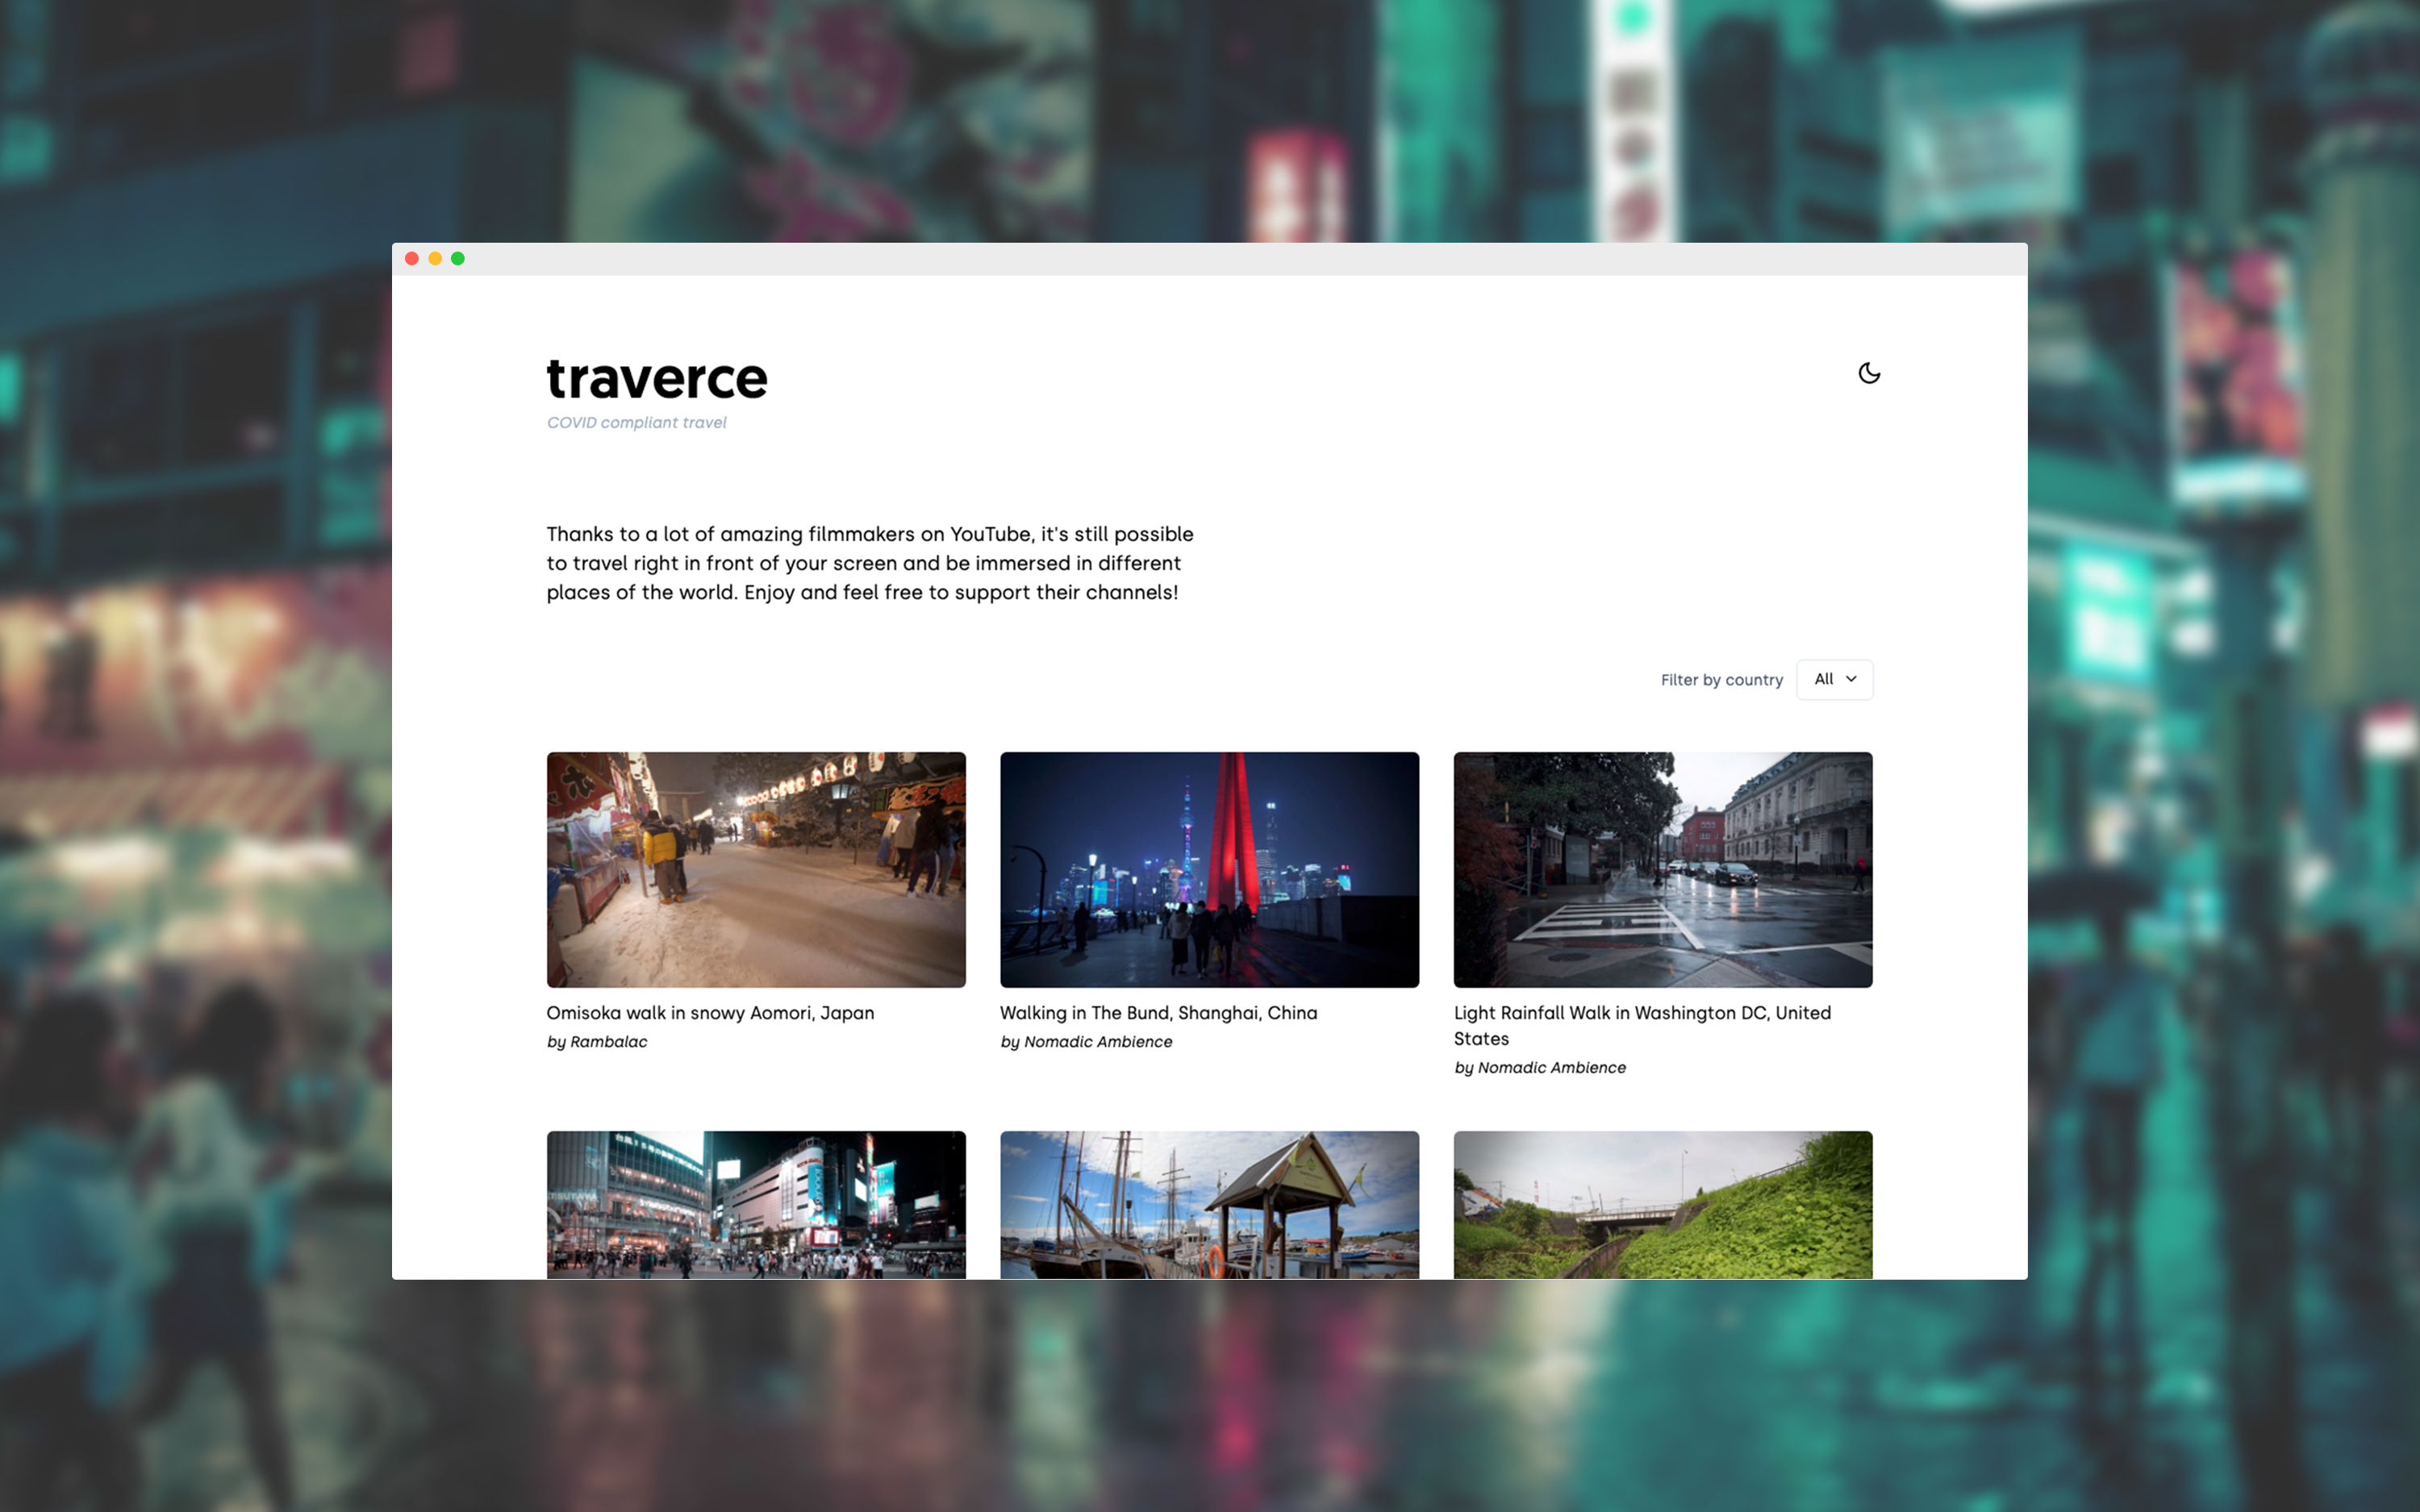 traverce
COVID compliant travel
Thanks to a lot of amazing filmmakers on YouTube, it's still possible
to travel right in front of your screen and be immersed in different
places of the world. Enjoy and feel free to support their channels!
Filter by country All
Omisoka walk in snowy Aomori, Japan
by Rambalac
Walking in The Bund, Shanghai, China
by Nomadic Ambience
Light Rainfall Walk in Washington DC, United
States
by Nomadic Ambience